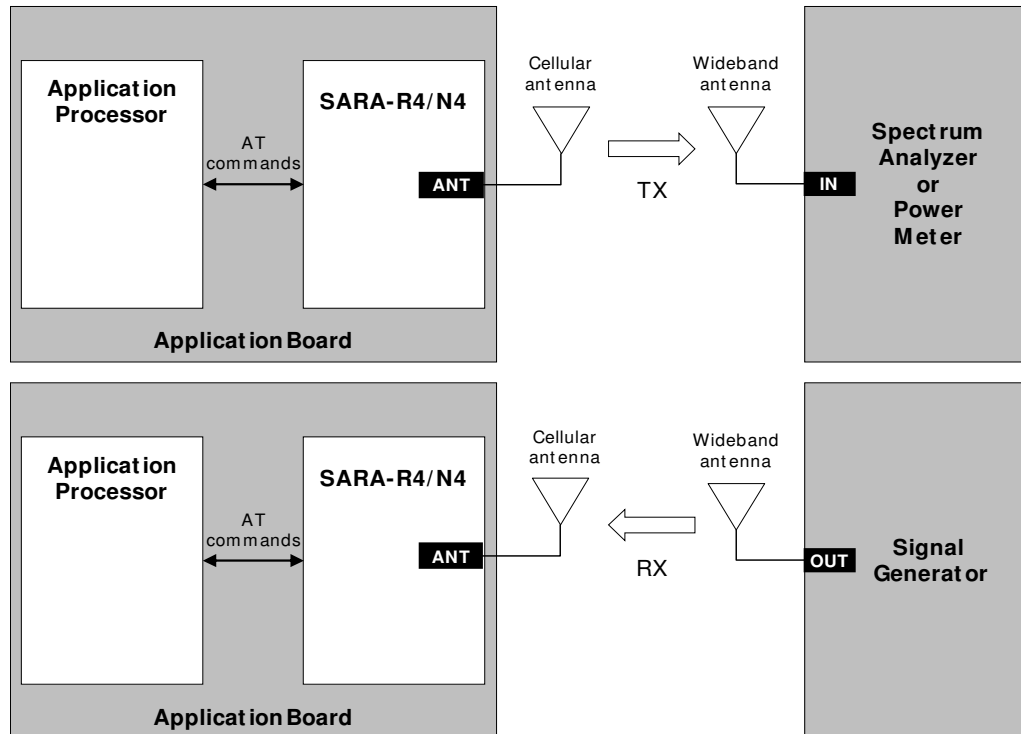 Application
Processor
AT
commands
SARA-R4/N4
ANT
Cellular
antenna
TX
Wideband
antenna
IN
Spectrum
Analyzer
or
Power
Meter
Application Board
Application
Processor
AT
commands
SARA-R4/N4
ANT
Cellular
antenna
RX
Wideband
antenna
OUT
Signal
Generator
Application Board